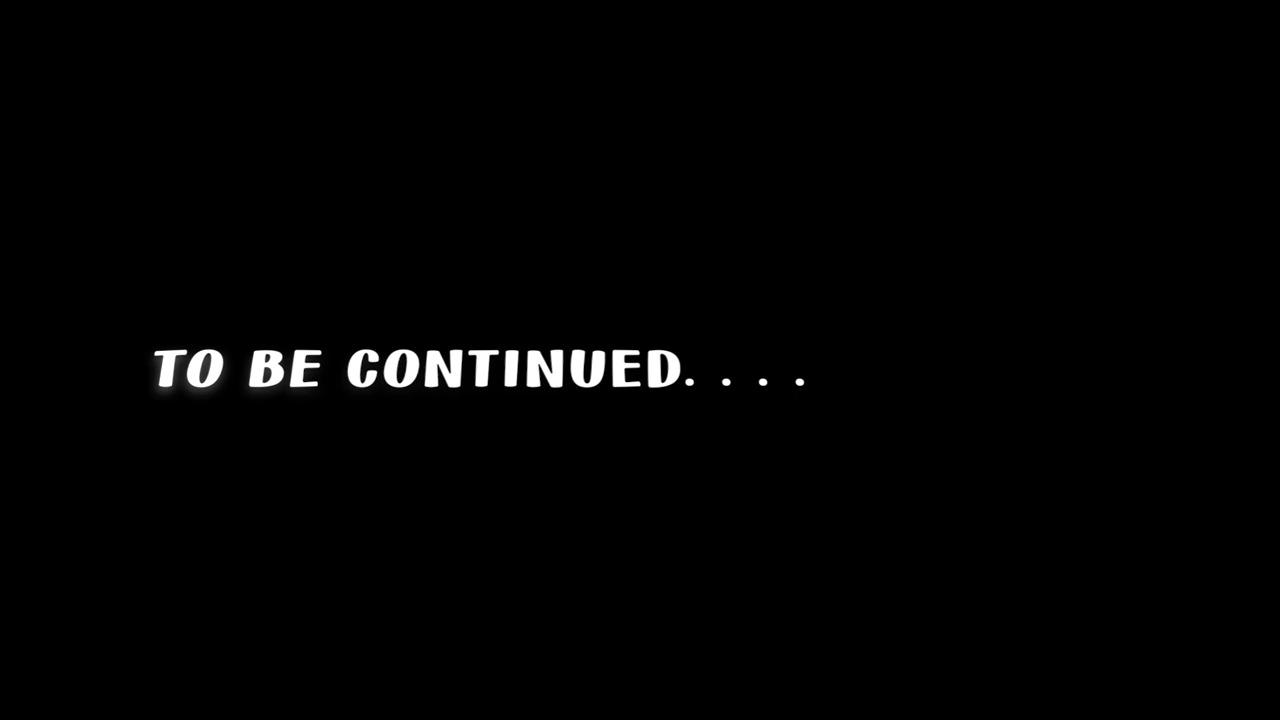 TO BE CONTINUED. . . .